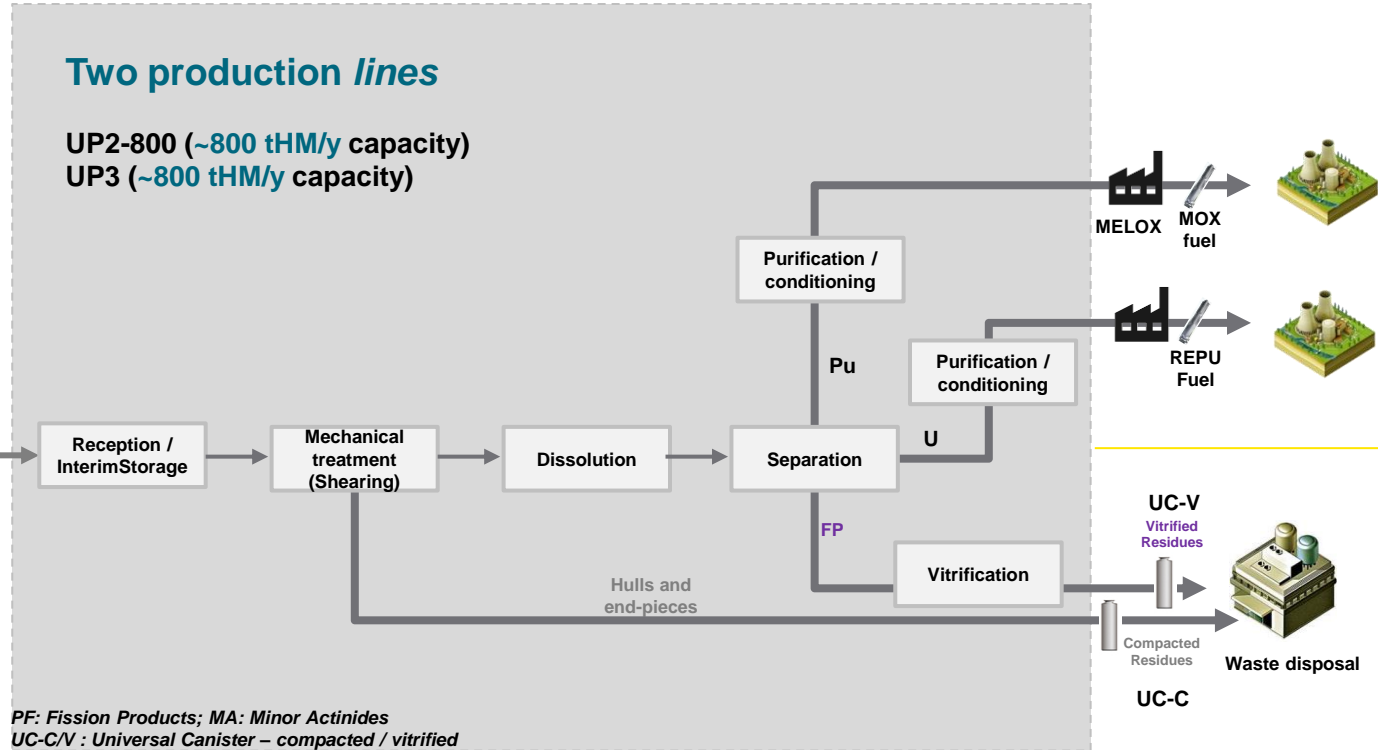 Two production lines
UP2-800 (~800 tHM/y capacity)
UP3 (~800 tHM/y capacity)
MELOX
MOX
fuel
Purification /
conditioning
REPU
Fuel
Pu
Purification /
conditioning
Reception /
InterimStorage
Mechanical
treatment
(Shearing)
Dissolution
Separation
U
FP
UC-V
Vitrified
Residues
Vitrification
Hulls and
end-pieces
Compacted
Residues
Waste disposal
UC-C
PF: Fission Products; MA: Minor Actinides
UC-C/V : Universal Canister – compacted / vitrified